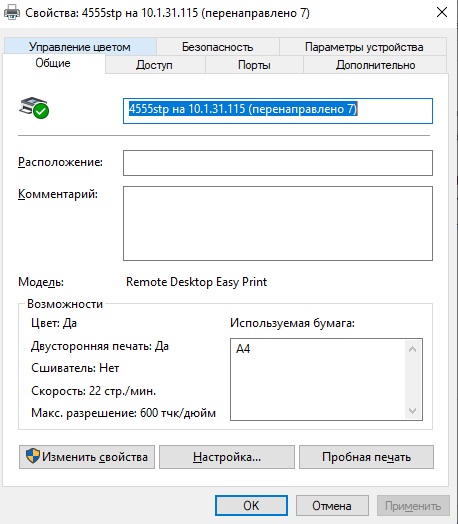 Свойства: 4555stp на 10.1.31.115 (перенаправлено 7)
Управление цветом Безопасность Параметры устройства
Общие Доступ Порты Дополнительно
4555stp на 10.1.31.115 (перенаправлено 7)
Расположение:
Комментарий:
Модель: Remote Desktop Easy Print
Возможности
Цвет: Да
Двусторонняя печать: Да
Сшиватель: Нет
Скорость: 22 стр./мин.
Макс. разрешение: 600 тчк/дюйм
Используемая бумага:
A4
Изменить свойства Настройка... Пробная печать
ОК Отмена Применить